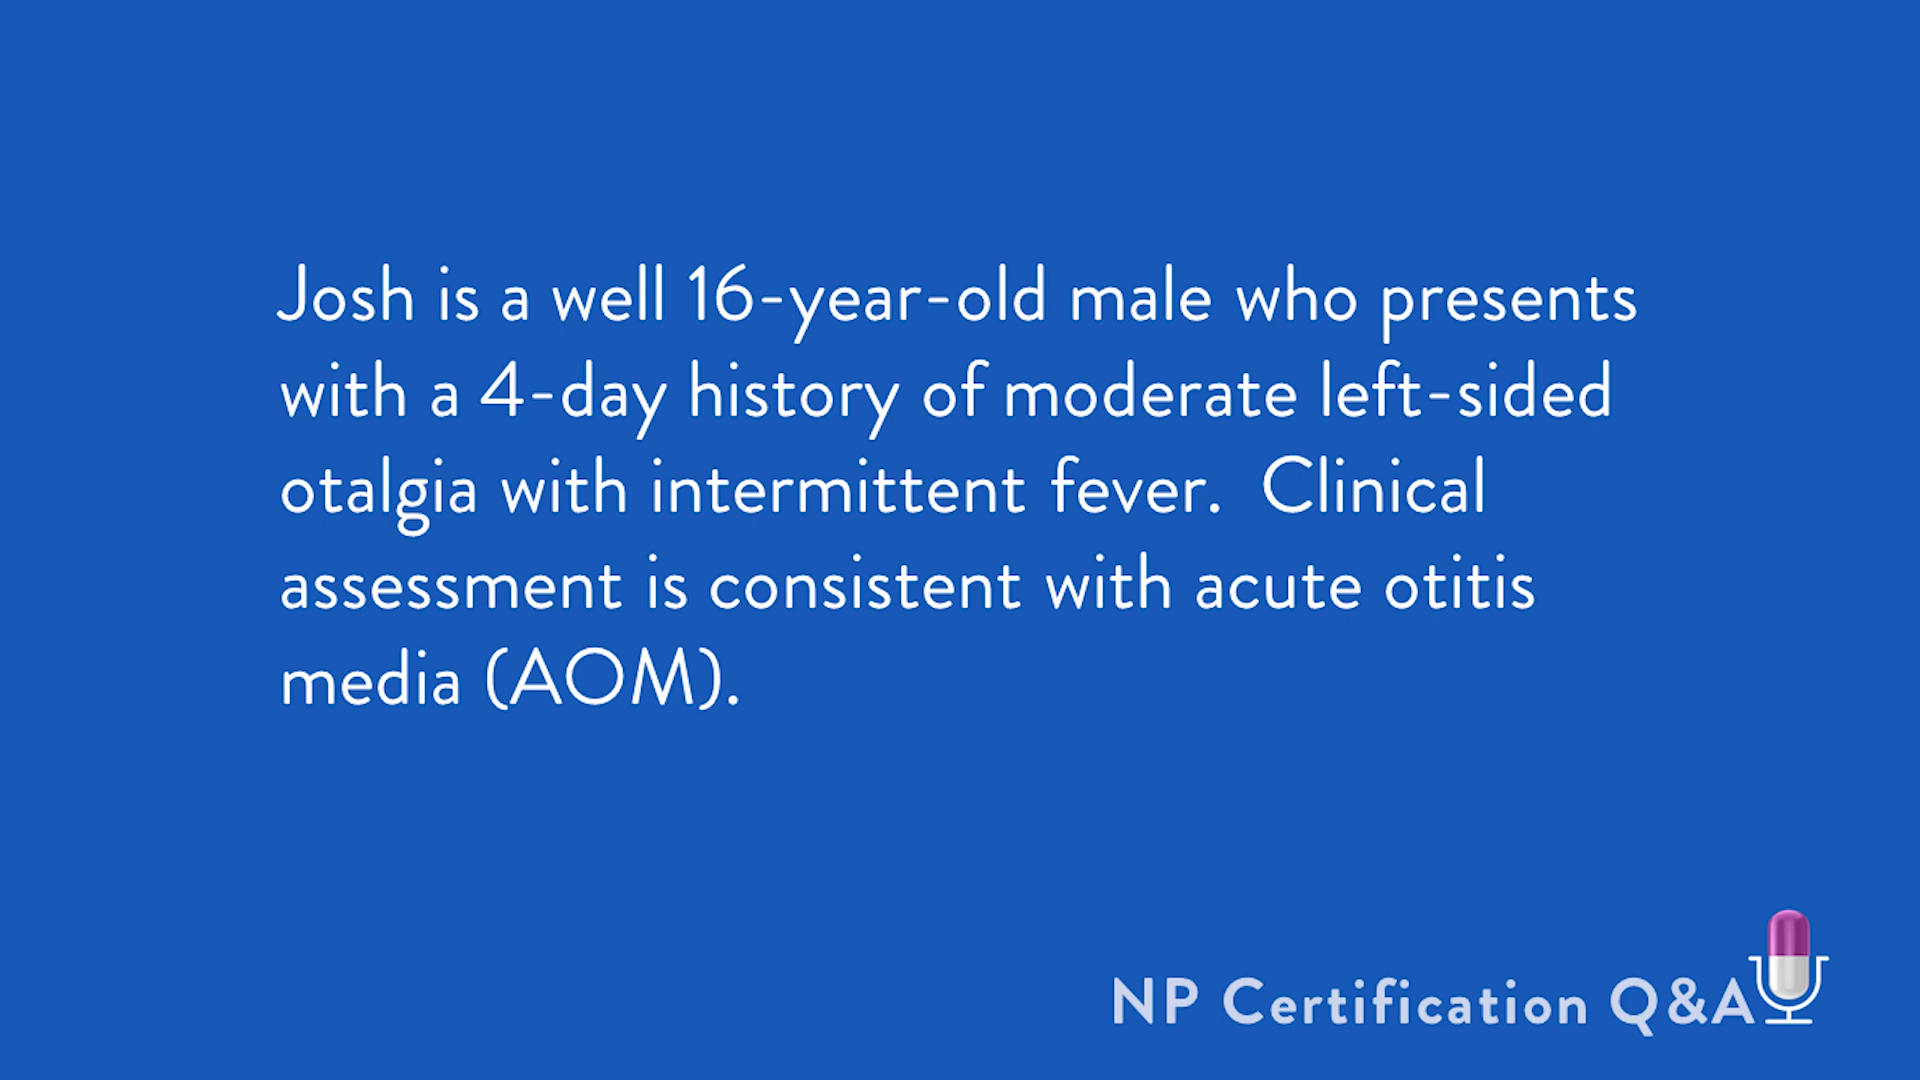 Josh is a well 16-year-old male who presents
with a 4-day history of moderate left-sided
otalgia with intermittent fever.  Clinical
assessment is consistent with acute otitis
media (AOM).
NP Certification Q&A